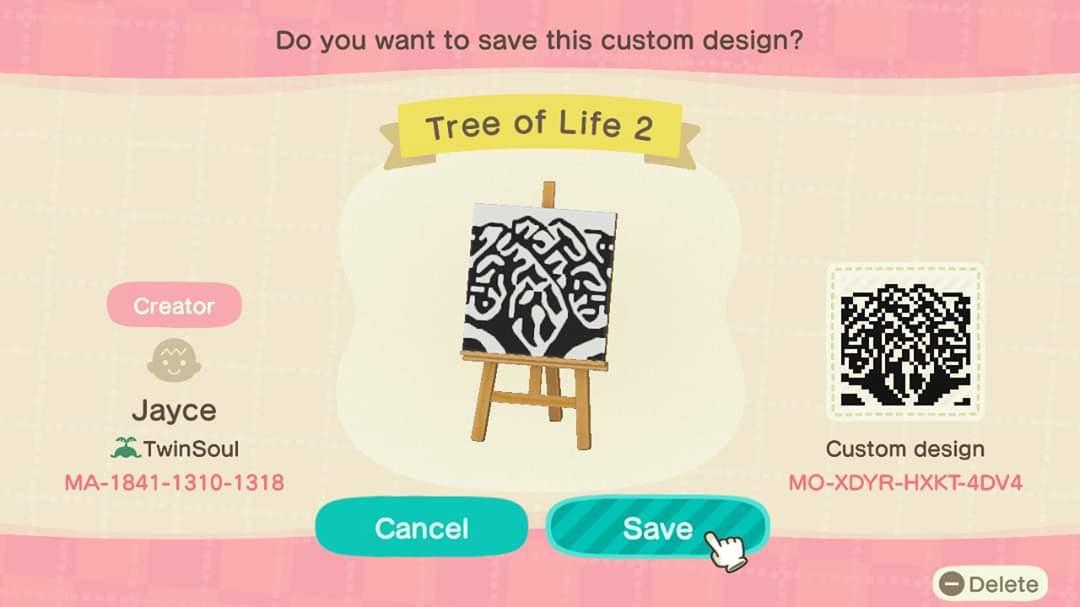 Do you want to save this custom design?
Tree of Life 2
Creator
Jayce
TwinSoul
MA-1841-1310-1318
Custom design
MO-XDYR-HXKT-4DV4
Cancel
Save
Delete